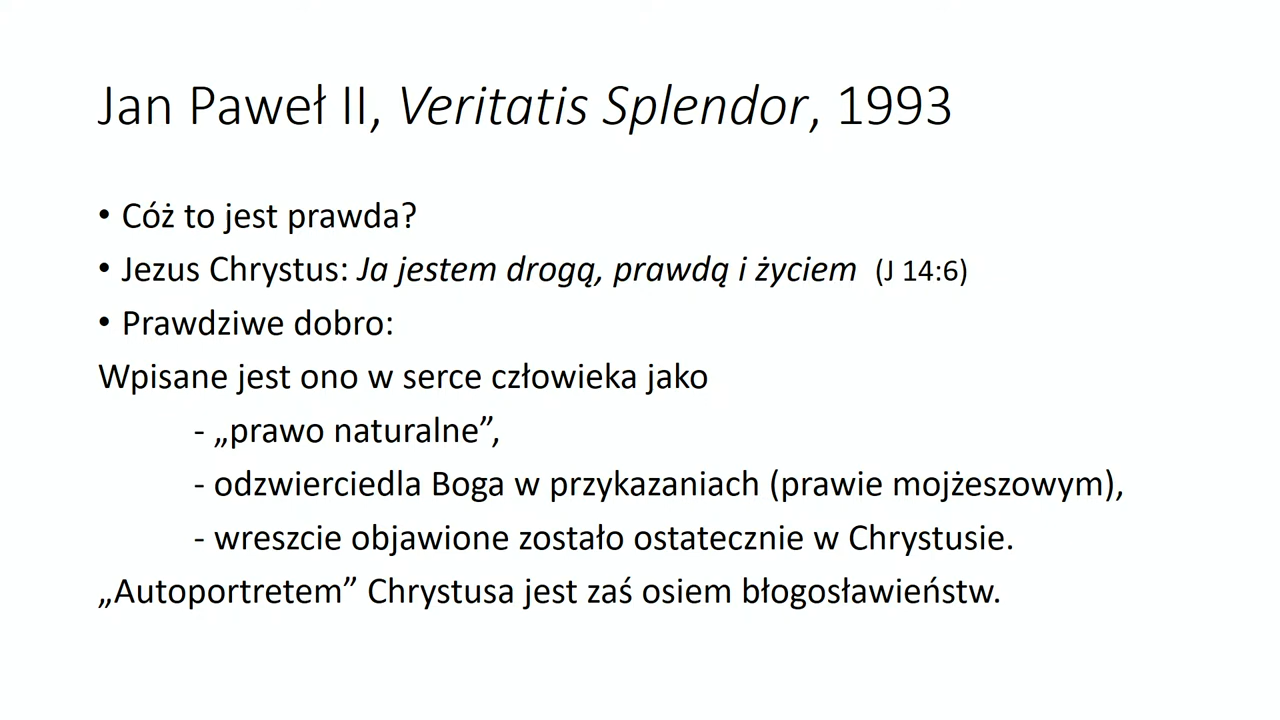 Jan Paweł II, Veritatis Splendor, 1993
• Cóż to jest prawda?
• Jezus Chrystus: Ja jestem drogą, prawdą i życiem (J 14:6)
• Prawdziwe dobro:
Wpisane jest ono w serce człowieka jako
- „prawo naturalne”,
- odzwierciedla Boga w przykazaniach (prawie mojżeszowym),
- wreszcie objawione zostało ostatecznie w Chrystusie.
„Autoportretem” Chrystusa jest zaś osiem błogosławieństw.